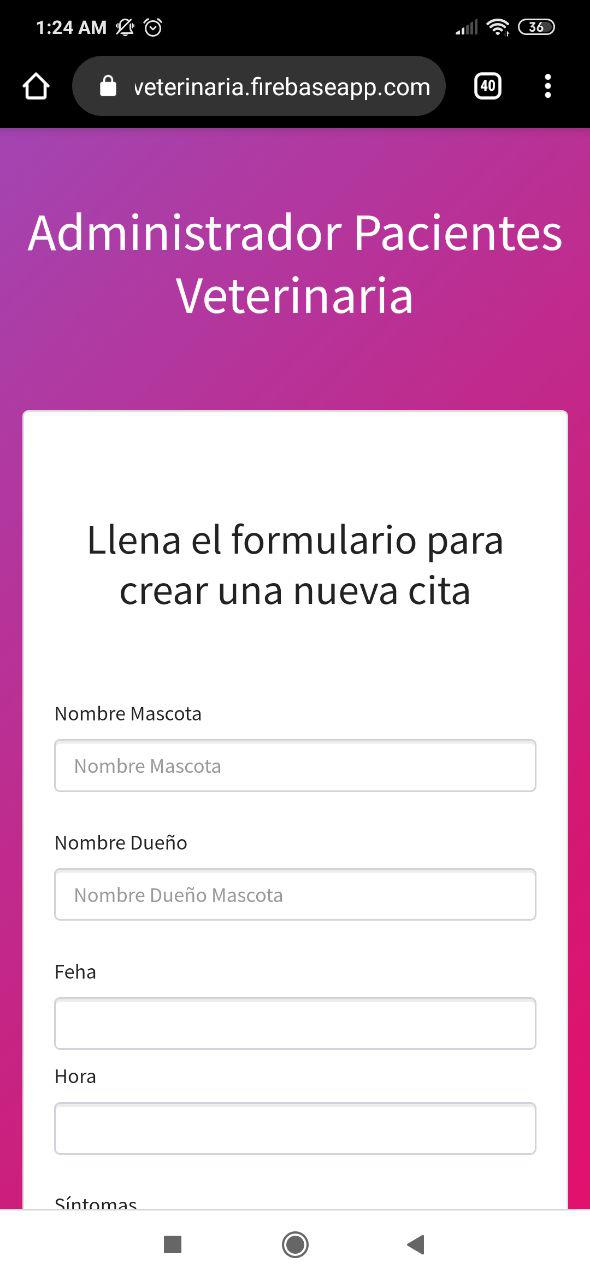 1:24 AM
36
veterinaria.firebaseapp.com
40
Administrador Pacientes
Veterinaria
Llena el formulario para
crear una nueva cita
Nombre Mascota
Nombre Mascota
Nombre Dueño
Nombre Dueño Mascota
Feha
Hora
Síntomas